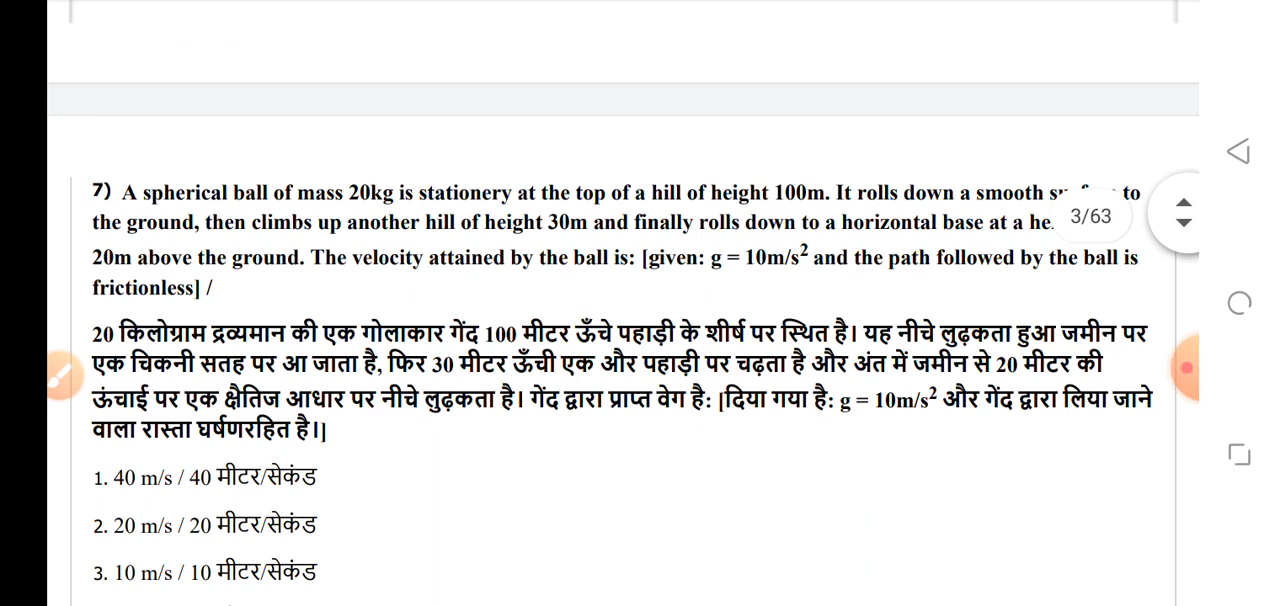 7) A spherical ball of mass 20kg is stationery at the top of a hill of height 100m. It rolls down a smooth to
3/63
the ground, then climbs up another hill of height 30m and finally rolls down to a horizontal base at a
20m above the ground. The velocity attained by the ball is: [given: g = 10m/s² and the path followed by the ball is
frictionless] /
20 किलोग्राम द्रव्यमान की एक गोलाकार गेंद 100 मीटर ऊँचे पहाड़ी के शीर्ष पर स्थित है। यह नीचे लुढ़कता हुआ जमीन पर
एक चिकनी सतह पर आ जाता है, फिर 30 मीटर ऊँची एक और पहाड़ी पर चढ़ता है और अंत में जमीन से 20 मीटर की
ऊंचाई पर एक क्षैतिज आधार पर नीचे लुढ़कता है। गेंद द्वारा प्राप्त वेग है: [दिया गया है: g = 10m/s² और गेंद द्वारा लिया जाने
वाला रास्ता घर्षणरहित है।]
1. 40 m/s / 40 मीटर/सेकंड
2. 20 m/s / 20 मीटर/सेकंड
3. 10 m/s / 10 मीटर/सेकंड